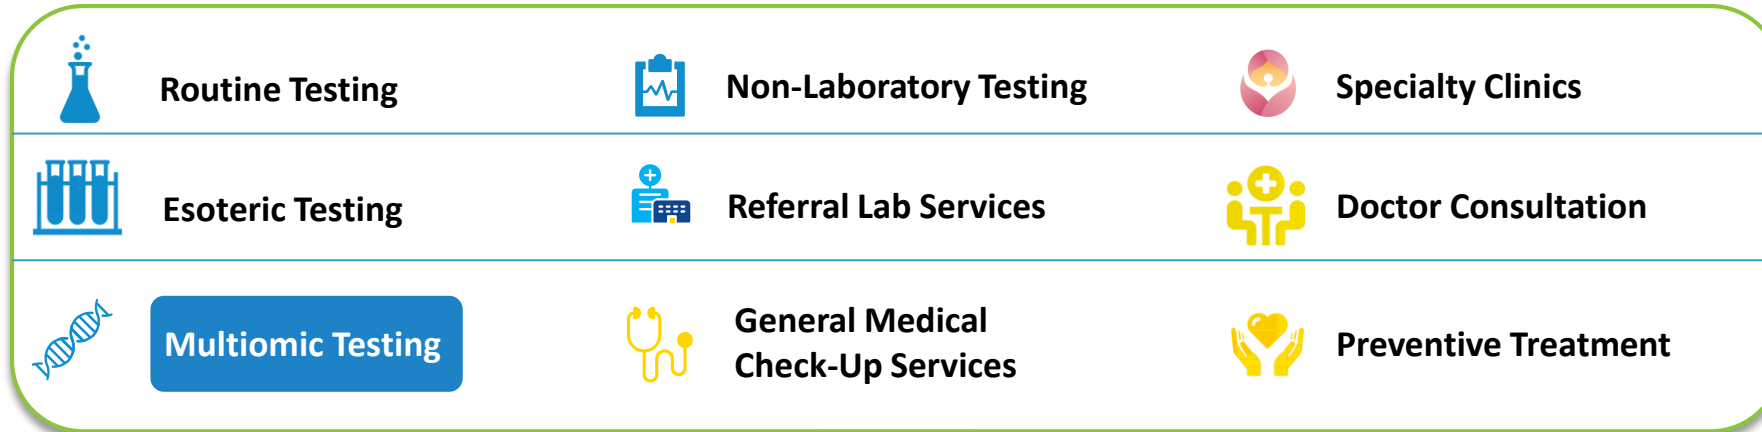 Routine Testing
Non-Laboratory Testing
Specialty Clinics
Esoteric Testing
Referral Lab Services
Doctor Consultation
Multiomic Testing
General Medical
Check-Up Services
Preventive Treatment